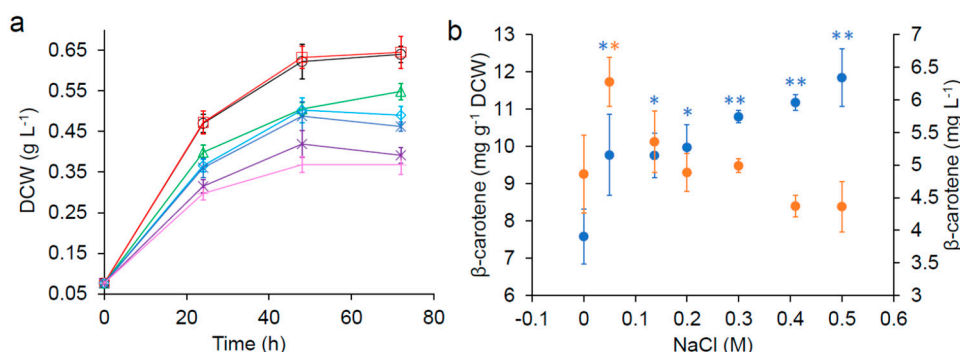 a
DCW (g L⁻¹)
0.65
0.55
0.45
0.35
0.25
0.15
0.05
0 20 40 60 80
Time (h)
b
β-carotene (mg g⁻¹ DCW)
13
12
11
10
9
8
7
6
** * * ** ** **
-0.1 0 0.1 0.2 0.3 0.4 0.5 0.6
NaCl (M)
7
6.5
6
5.5
5
4.5
4
3.5
3
β-carotene (mg L⁻¹)